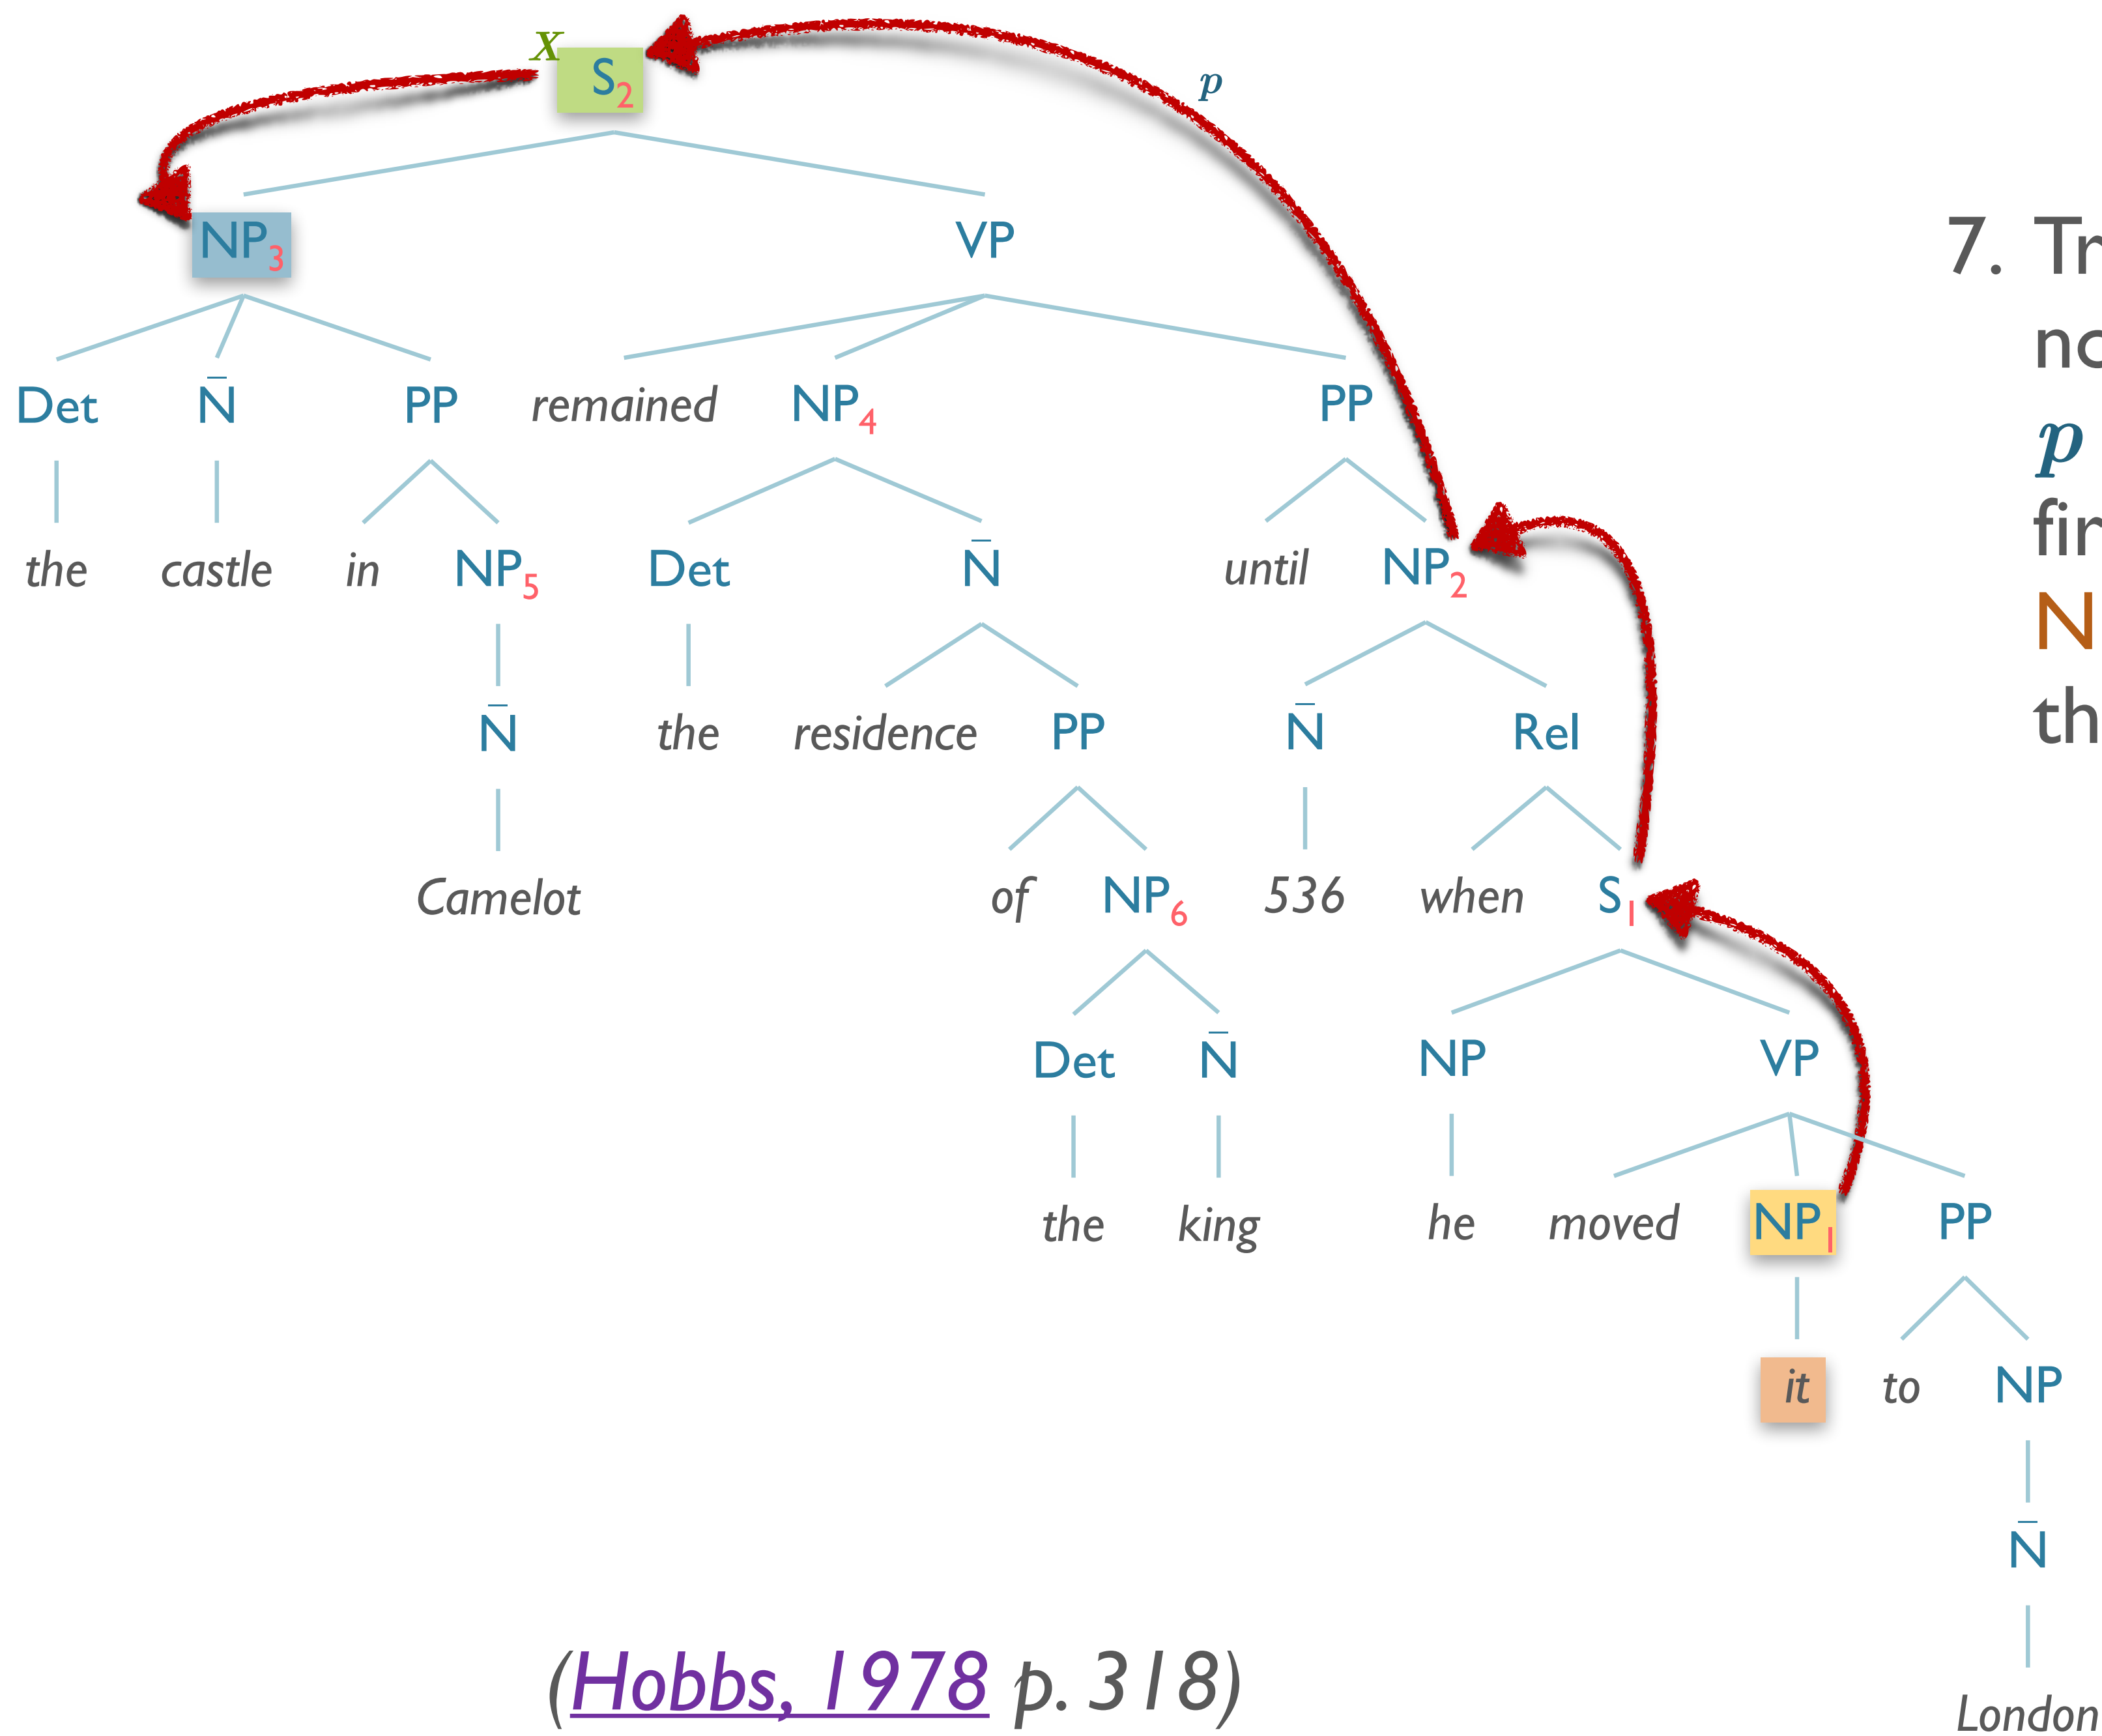 X
S2
p
NP3 VP
Det N̄ PP remained NP4 PP
the castle in NP5 Det N̄ until NP2
N̄ the residence PP N̄ Rel
Camelot of NP6 536 when S1
Det N̄ NP VP
the king he moved NP1 PP
it to NP
N̄
London
(Hobbs, 1978 p. 318)
7. Tr
p
fir
N
th